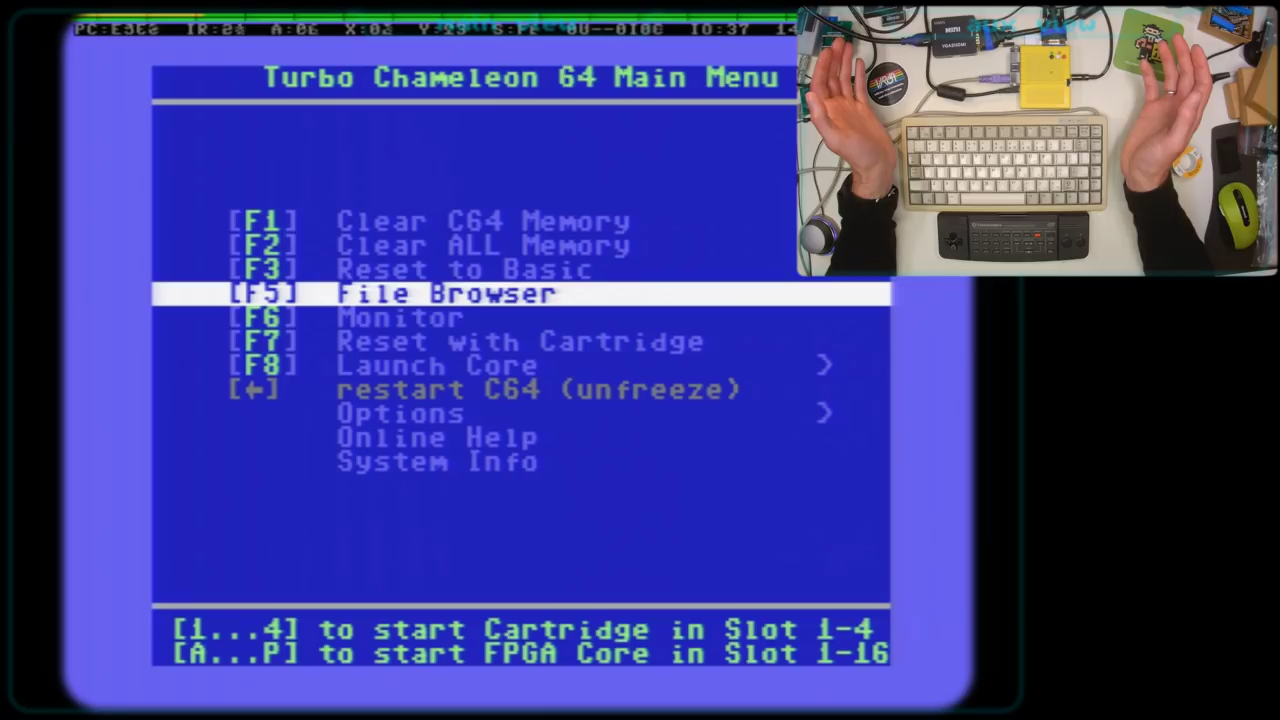 Turbo Chameleon 64 Main Menu
[F1] Clear C64 Memory
[F2] Clear ALL Memory
[F3] Reset to Basic
[F5] File Browser
[F6] Monitor
[F7] Reset with Cartridge
[F8] Launch Core >
[←] restart C64 (unfreeze)
Options >
Online Help
System Info
[1...4] to start Cartridge in Slot 1-4
[A...P] to start FPGA Core in Slot 1-16
MINI